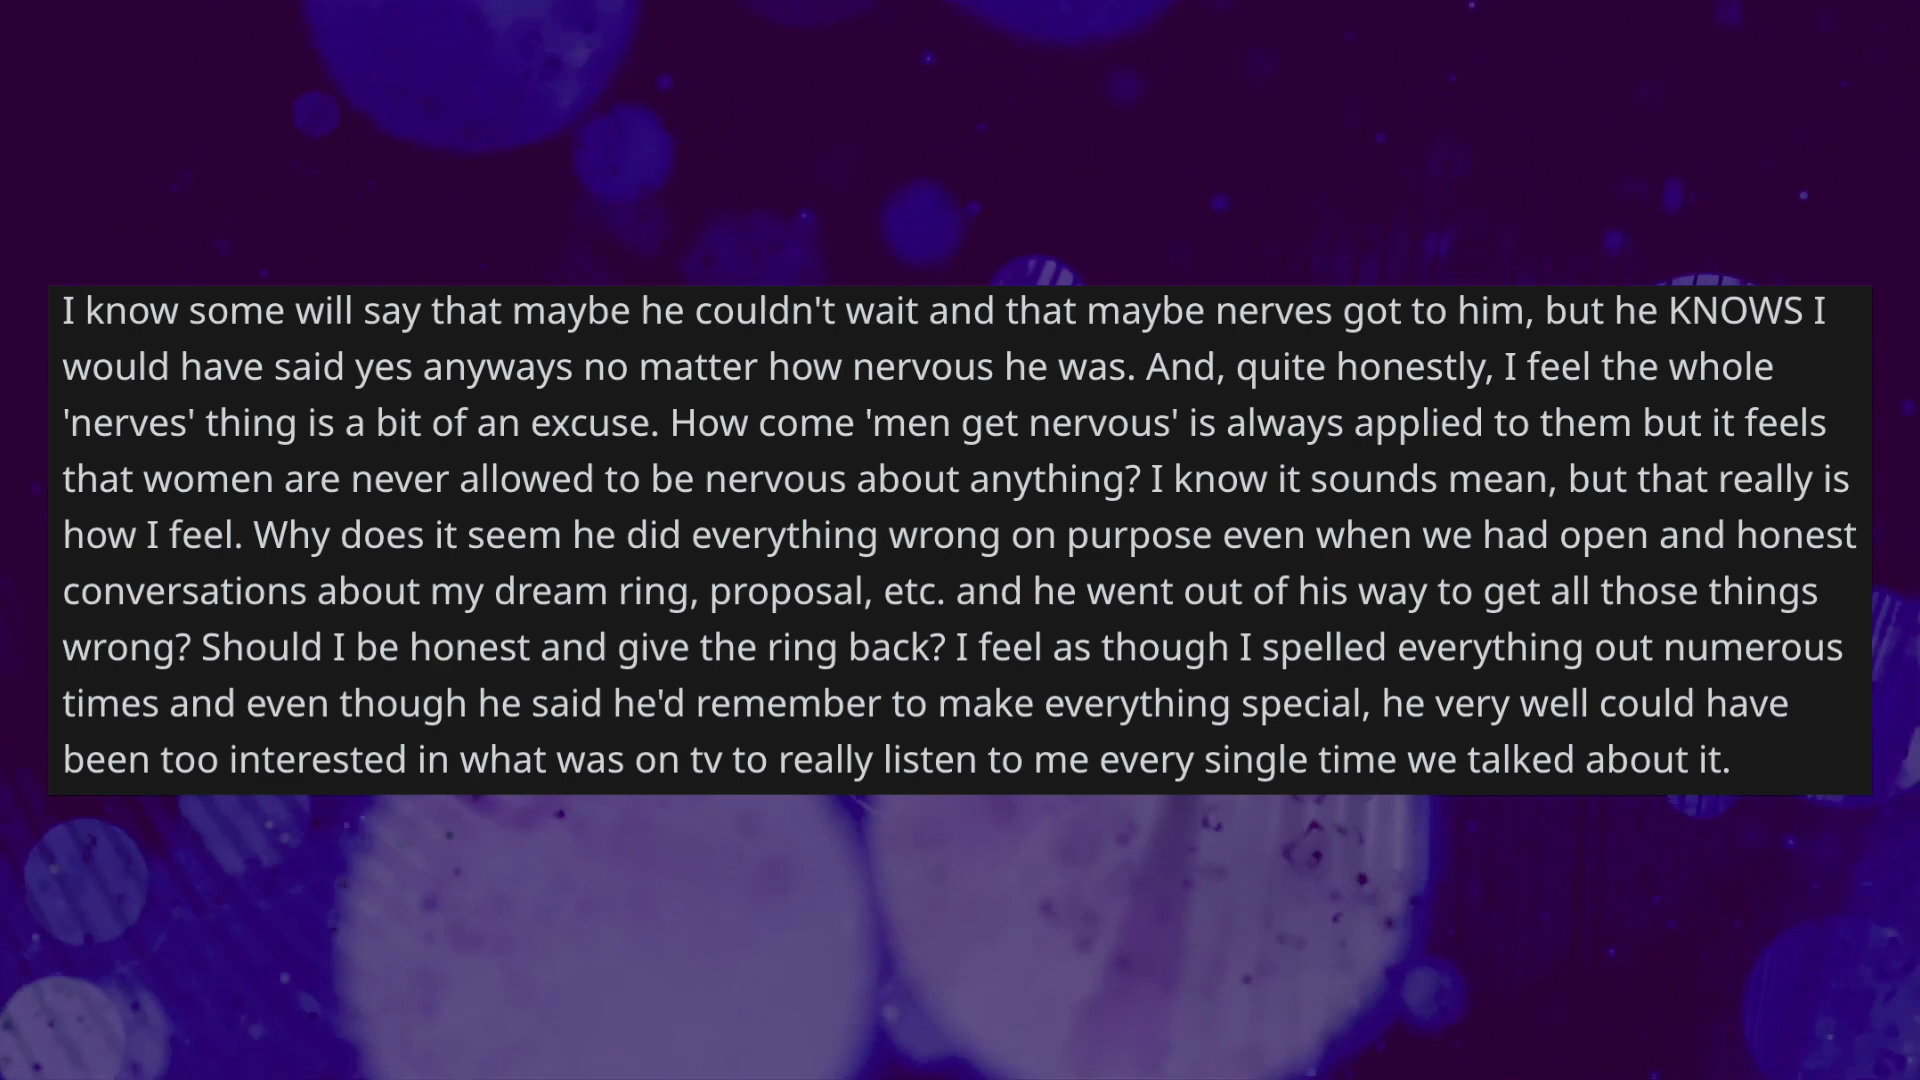 I know some will say that maybe he couldn't wait and that maybe nerves got to him, but he KNOWS I
would have said yes anyways no matter how nervous he was. And, quite honestly, I feel the whole
'nerves' thing is a bit of an excuse. How come 'men get nervous' is always applied to them but it feels
that women are never allowed to be nervous about anything? I know it sounds mean, but that really is
how I feel. Why does it seem he did everything wrong on purpose even when we had open and honest
conversations about my dream ring, proposal, etc. and he went out of his way to get all those things
wrong? Should I be honest and give the ring back? I feel as though I spelled everything out numerous
times and even though he said he'd remember to make everything special, he very well could have
been too interested in what was on tv to really listen to me every single time we talked about it.